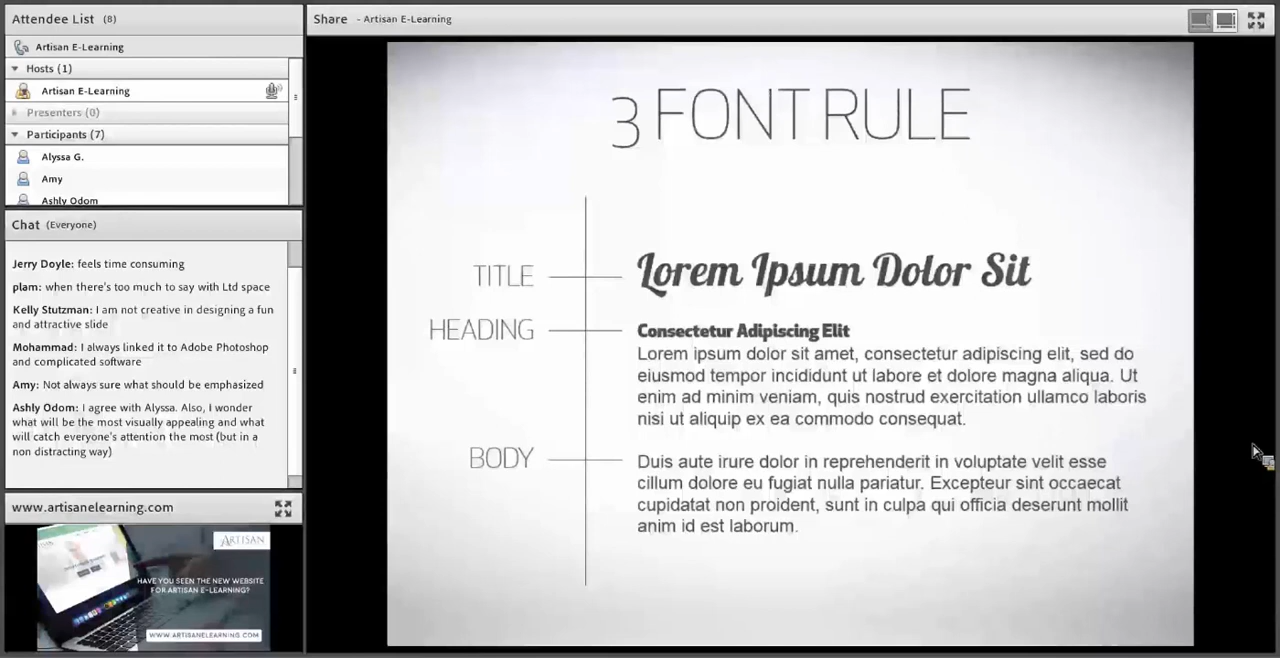 Attendee List (8)
Artisan E-Learning
Hosts (1)
Artisan E-Learning
Presenters (0)
Participants (7)
Alyssa G.
Amy
Ashly Odom
Chat (Everyone)
Jerry Doyle: feels time consuming
plam: when there's too much to say with Ltd space
Kelly Stutzman: I am not creative in designing a fun
and attractive slide
Mohammad: I always linked it to Adobe Photoshop
and complicated software
Amy: Not always sure what should be emphasized
Ashly Odom: I agree with Alyssa. Also, I wonder
what will be the most visually appealing and what
will catch everyone's attention the most (but in a
non distracting way)
www.artisanelearning.com
ARTISAN
HAVE YOU SEEN THE NEW WEBSITE
FOR ARTISAN E-LEARNING?
WWW.ARTISANELEARNING.COM
Share - Artisan E-Learning
3 FONT RULE
TITLE
Lorem Ipsum Dolor Sit
HEADING
Consectetur Adipiscing Elit
Lorem ipsum dolor sit amet, consectetur adipiscing elit, sed do
eiusmod tempor incididunt ut labore et dolore magna aliqua. Ut
enim ad minim veniam, quis nostrud exercitation ullamco laboris
nisi ut aliquip ex ea commodo consequat.
BODY
Duis aute irure dolor in reprehenderit in voluptate velit esse
cillum dolore eu fugiat nulla pariatur. Excepteur sint occaecat
cupidatat non proident, sunt in culpa qui officia deserunt mollit
anim id est laborum.